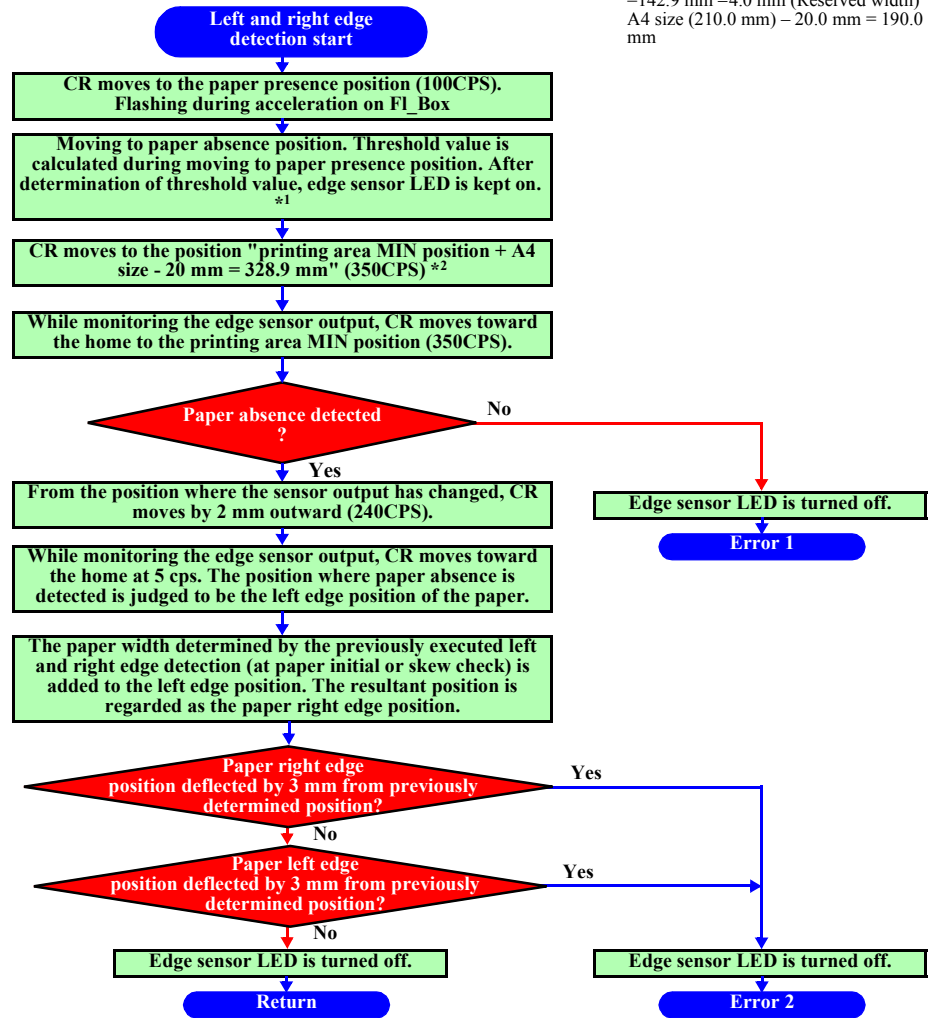 =142.9 mm –4.0 mm (Reserved width)
A4 size (210.0 mm) – 20.0 mm = 190.0
mm
Left and right edge
detection start
CR moves to the paper presence position (100CPS).
Flashing during acceleration on Fl_Box
Moving to paper absence position. Threshold value is
calculated during moving to paper presence position. After
determination of threshold value, edge sensor LED is kept on.
*1
CR moves to the position "printing area MIN position + A4
size - 20 mm = 328.9 mm" (350CPS) *2
While monitoring the edge sensor output, CR moves toward
the home to the printing area MIN position (350CPS).
Paper absence detected
?
No
Yes
From the position where the sensor output has changed, CR
moves by 2 mm outward (240CPS).
Edge sensor LED is turned off.
Error 1
While monitoring the edge sensor output, CR moves toward
the home at 5 cps. The position where paper absence is
detected is judged to be the left edge position of the paper.
The paper width determined by the previously executed left
and right edge detection (at paper initial or skew check) is
added to the left edge position. The resultant position is
regarded as the paper right edge position.
Paper right edge
position deflected by 3 mm from previously
determined position?
Yes
No
Paper left edge
position deflected by 3 mm from previously
determined position?
Yes
No
Edge sensor LED is turned off.
Edge sensor LED is turned off.
Return
Error 2